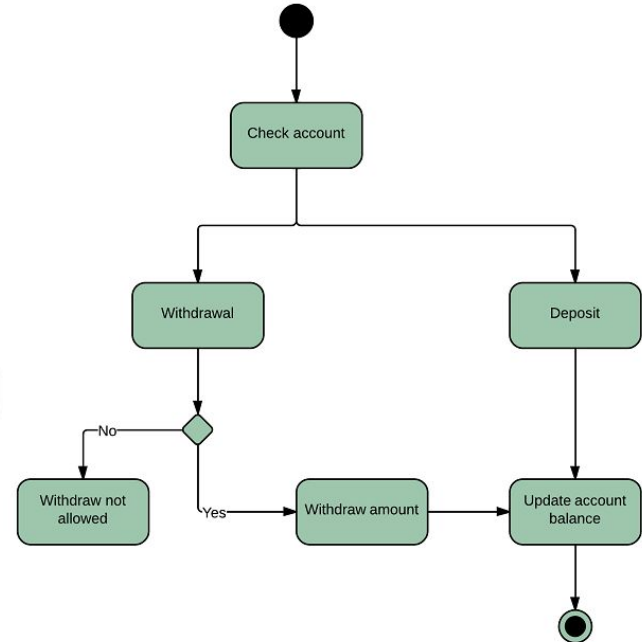 Check account
Withdrawal
Deposit
No
Withdraw not
allowed
Yes
Withdraw amount
Update account
balance